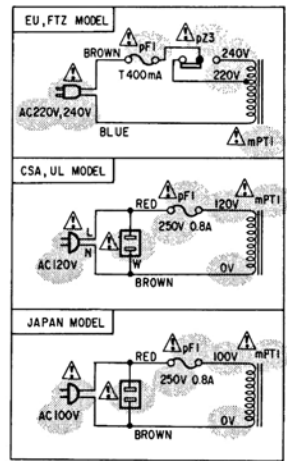 EU, FTZ MODEL
BROWN
pF1
T400mA
pZ3
240V
220V
AC220V, 240V
BLUE
mPT1
CSA, UL MODEL
RED
pF1
120V
mPT1
250V 0.8A
L
N
W
AC120V
0V
BROWN
JAPAN MODEL
RED
pF1
100V
mPT1
250V 0.8A
AC100V
0V
BROWN